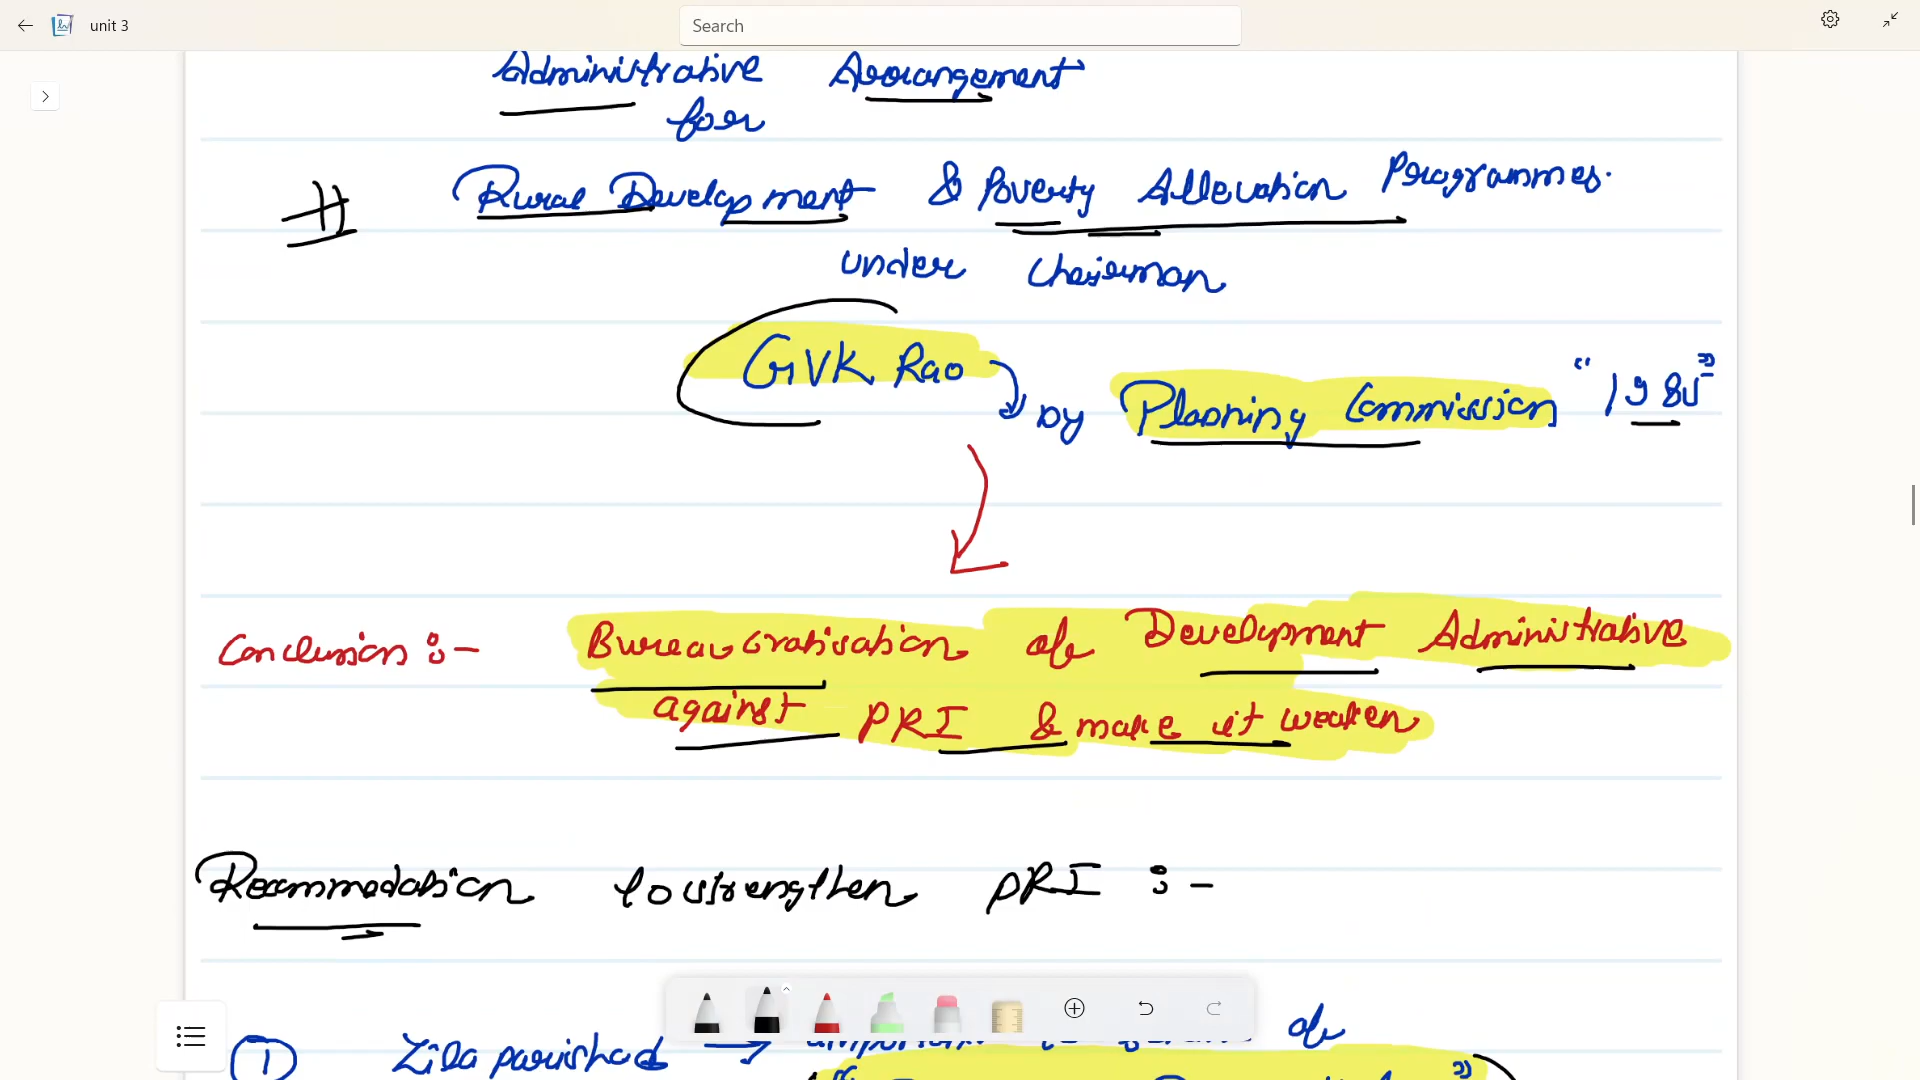 unit 3
Search
Administrative Arrangement
for
# Rural Development & Poverty Alleviation Programmes.
under Chairman
GVK Rao by Planning Commission "1985"
Conclusion :- Bureaucratisation of Development Administrative
against PRI & make it weaken
Recommodation to strengthen PRI :-
of
① Zila parishad →